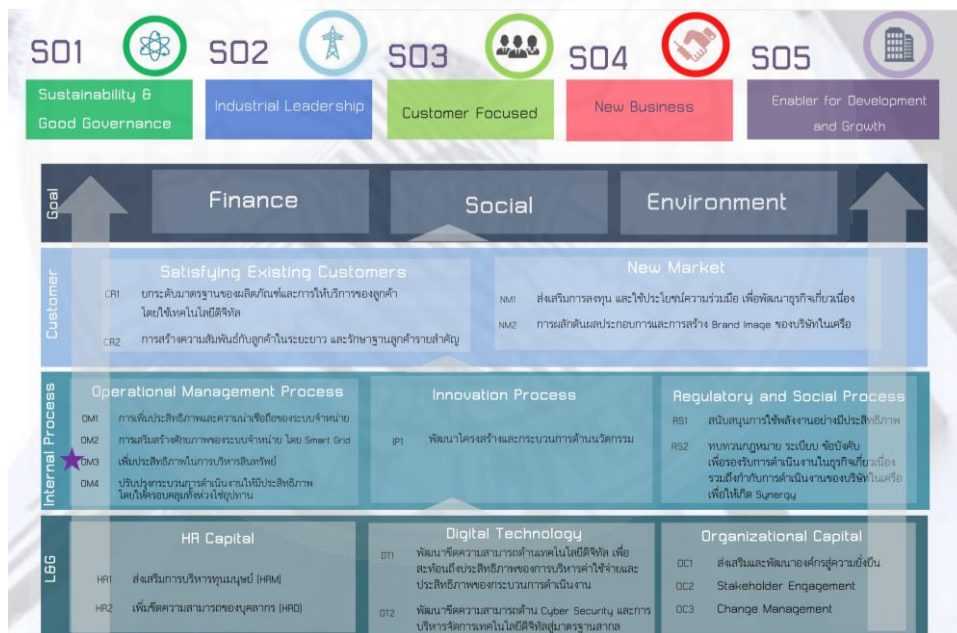 SO1
SO2
SO3
SO4
SO5
Sustainability &
Good Governance
Industrial Leadership
Customer Focused
New Business
Enabler for Development
and Growth
Goal
Finance
Social
Environment
Customer
Satisfying Existing Customers
CR1 ยกระดับมาตรฐานของผลิตภัณฑ์และการให้บริการของลูกค้า
โดยใช้เทคโนโลยีดิจิทัล
CR2 การสร้างความสัมพันธ์กับลูกค้าในระยะยาว และรักษาฐานลูกค้ารายสำคัญ
New Market
NM1 ส่งเสริมการลงทุน และใช้ประโยชน์ความร่วมมือ เพื่อพัฒนาธุรกิจเกี่ยวเนื่อง
NM2 การผลักดันผลประกอบการและการสร้าง Brand Image ของบริษัทในเครือ
Internal Process
Operational Management Process
OM1 การเพิ่มประสิทธิภาพและความน่าเชื่อถือของระบบจำหน่าย
OM2 การเสริมสร้างศักยภาพของระบบจำหน่าย โดย Smart Grid
OM3 เพิ่มประสิทธิภาพในการบริหารสินทรัพย์
OM4 ปรับปรุงกระบวนการดำเนินงานให้มีประสิทธิภาพ
โดยให้ครอบคลุมทั้งห่วงโซ่อุปทาน
Innovation Process
IP1 พัฒนาโครงสร้างและกระบวนการด้านนวัตกรรม
Regulatory and Social Process
RS1 สนับสนุนการใช้พลังงานอย่างมีประสิทธิภาพ
RS2 ทบทวนกฎหมาย ระเบียบ ข้อบังคับ
เพื่อรองรับการดำเนินงานในธุรกิจเกี่ยวเนื่อง
รวมถึงกำกับการดำเนินงานของบริษัทในเครือ
เพื่อให้เกิด Synergy
L&G
HR Capital
HR1 ส่งเสริมการบริหารทุนมนุษย์ (HRM)
HR2 เพิ่มขีดความสามารถของบุคลากร (HRD)
Digital Technology
DT1 พัฒนาขีดความสามารถด้านเทคโนโลยีดิจิทัล เพื่อ
สะท้อนถึงประสิทธิภาพของการบริหารค่าใช้จ่ายและ
ประสิทธิภาพของกระบวนการดำเนินงาน
DT2 พัฒนาขีดความสามารถด้าน Cyber Security และการ
บริหารจัดการเทคโนโลยีดิจิทัลสู่มาตรฐานสากล
Organizational Capital
OC1 ส่งเสริมและพัฒนาองค์กรสู่ความยั่งยืน
OC2 Stakeholder Engagement
OC3 Change Management